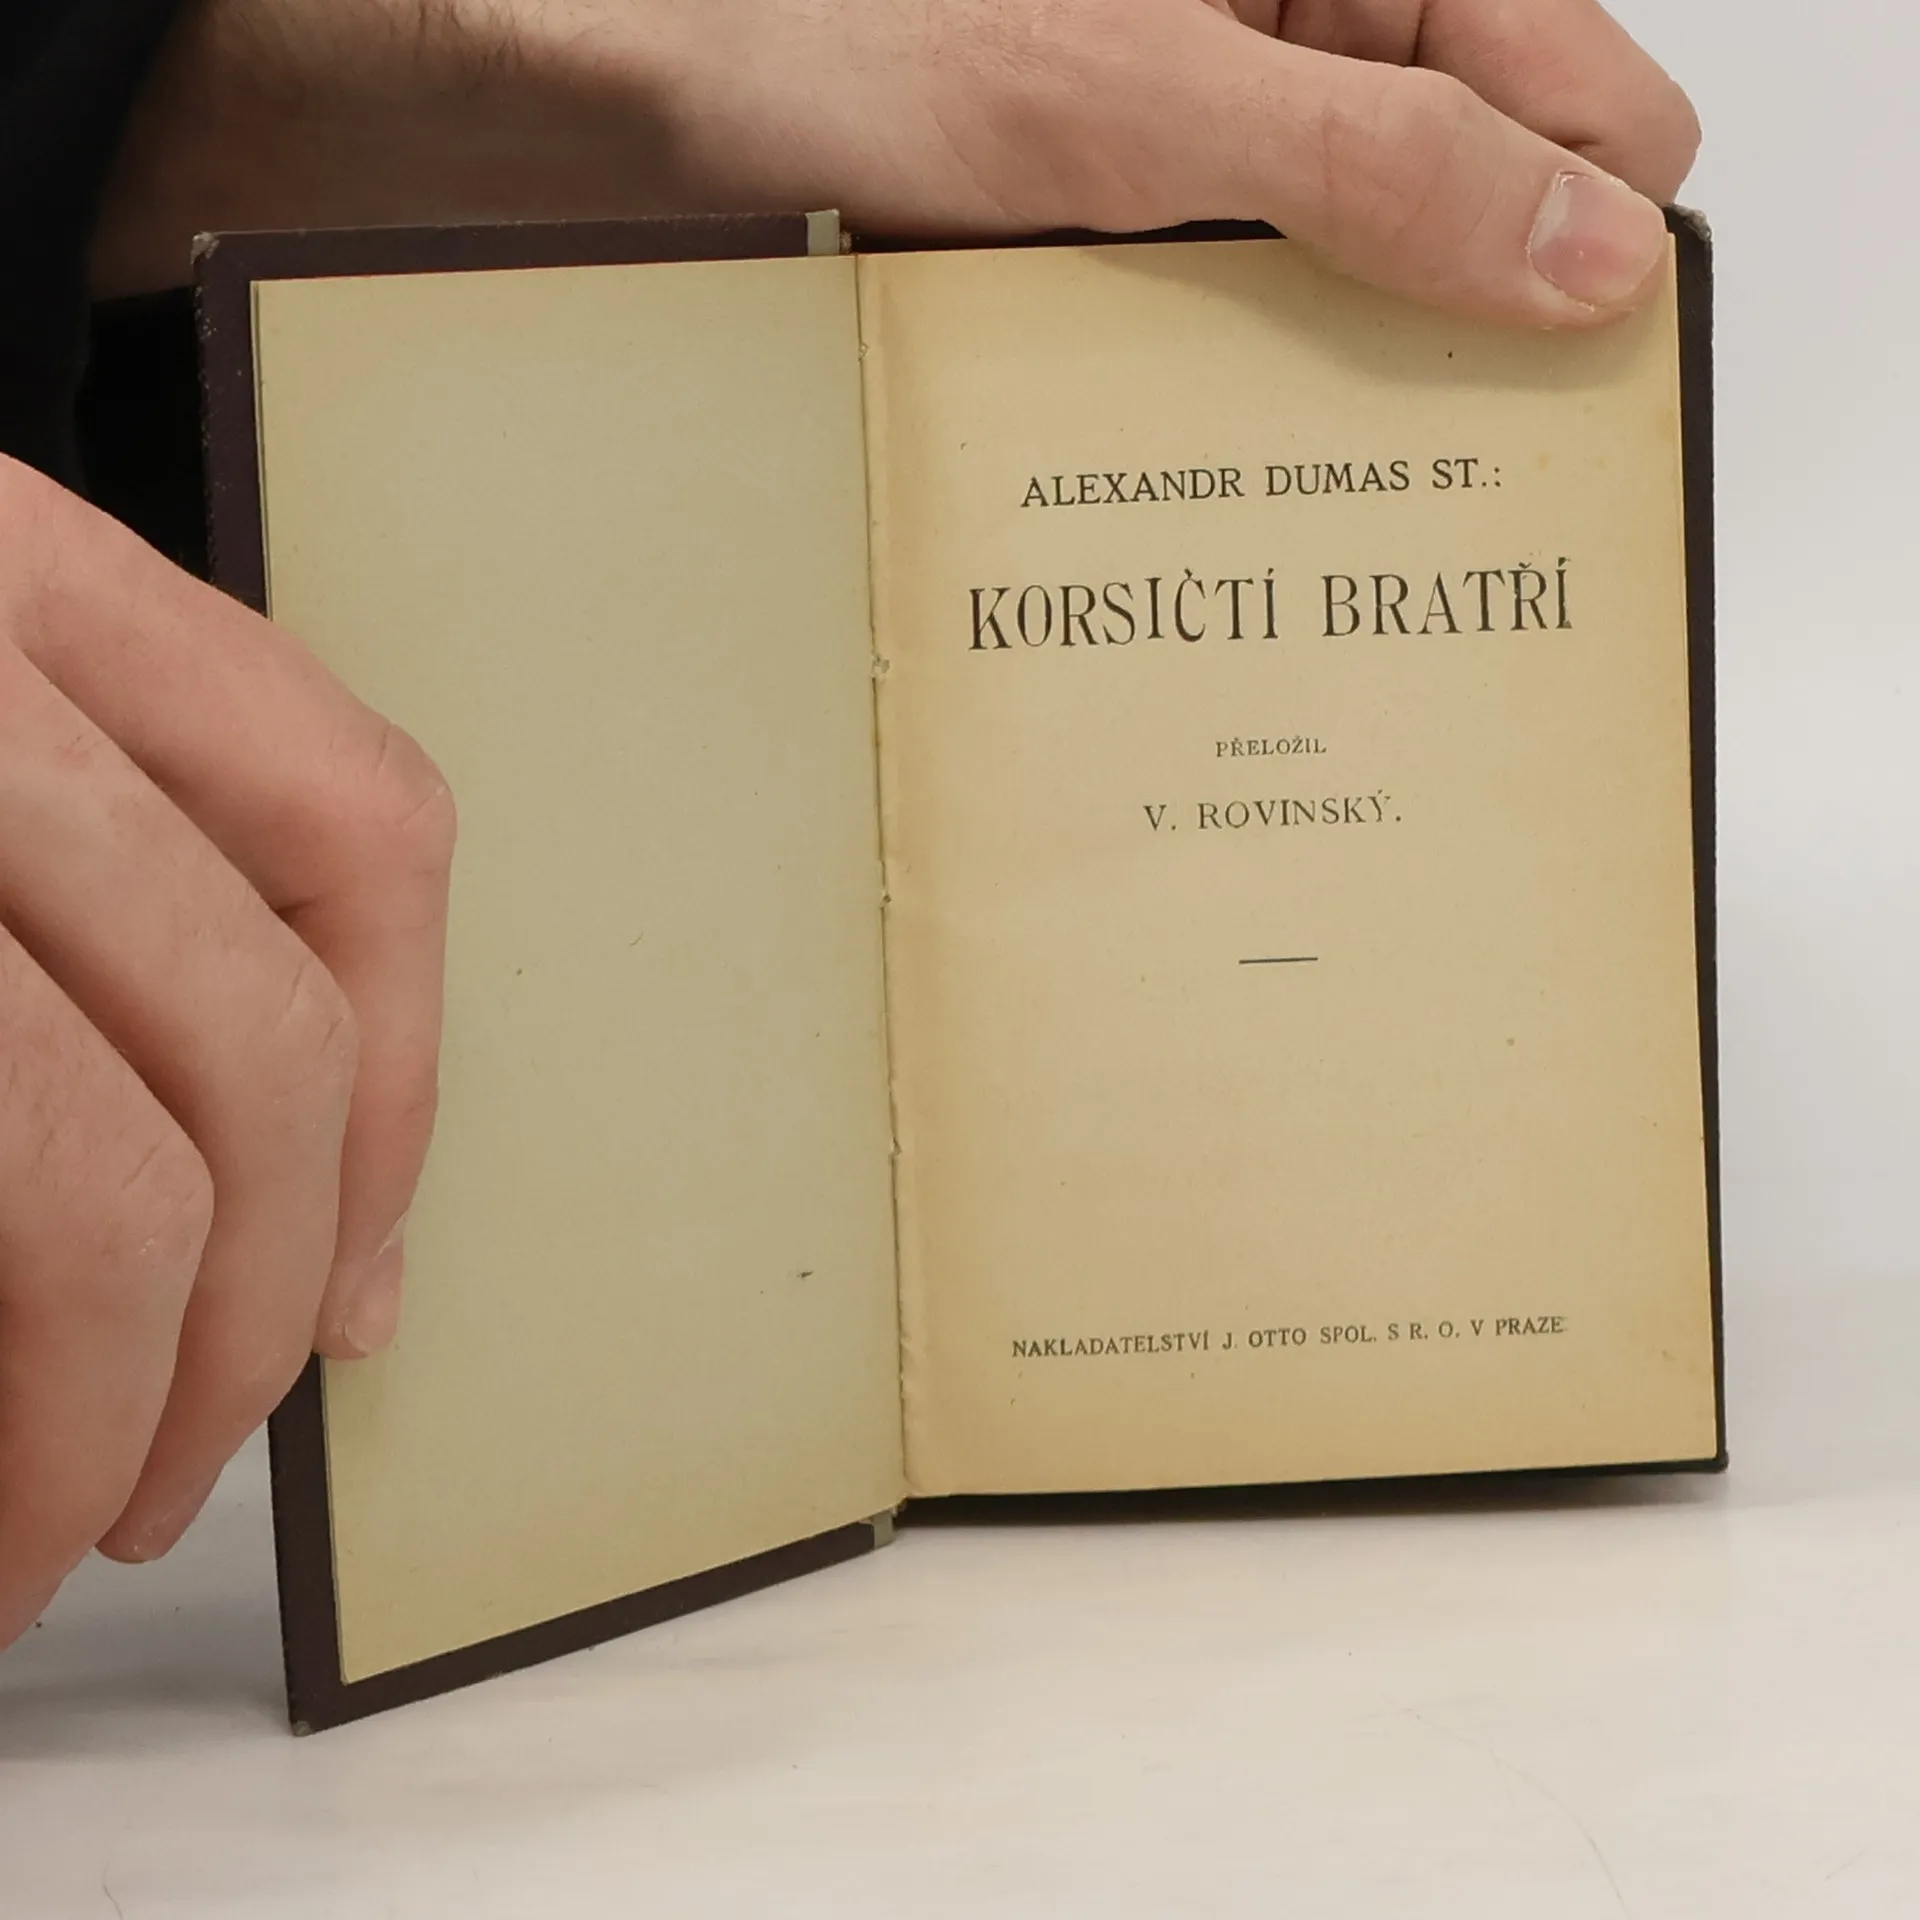 ALEXANDR DUMAS ST.:
KORSIČTÍ BRATŘÍ
PŘELOŽIL
V. ROVINSKÝ.
NAKLADATELSTVÍ J. OTTO SPOL. S R. O. V PRAZE